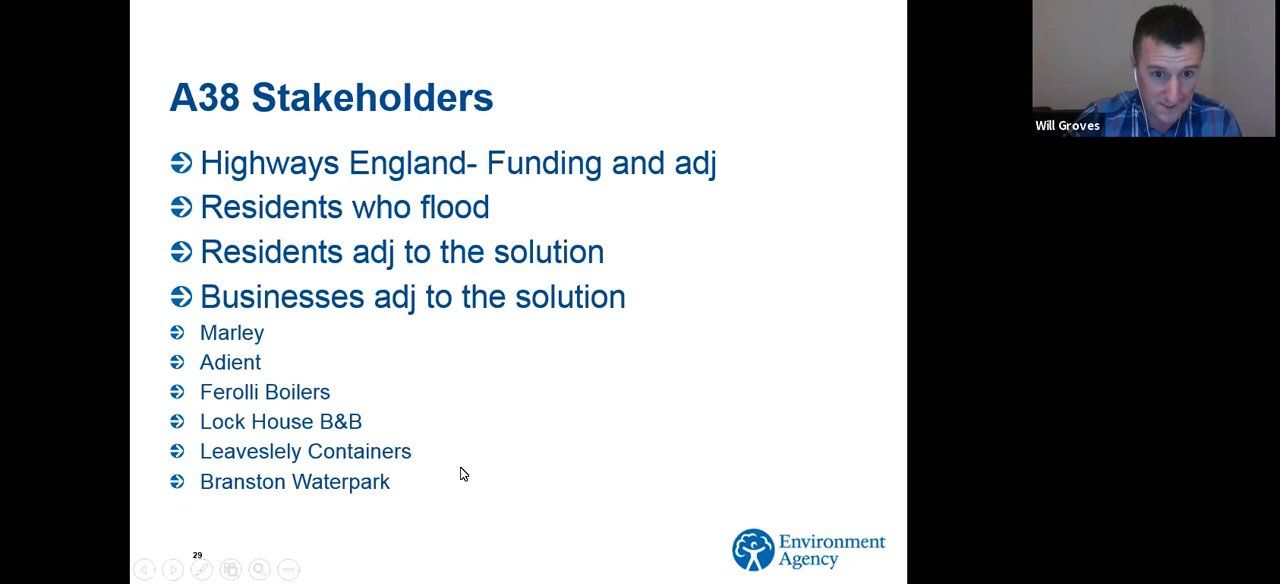 A38 Stakeholders
Highways England- Funding and adj
Residents who flood
Residents adj to the solution
Businesses adj to the solution
Marley
Adient
Ferolli Boilers
Lock House B&B
Leaveslely Containers
Branston Waterpark
29
Environment
Agency
Will Groves